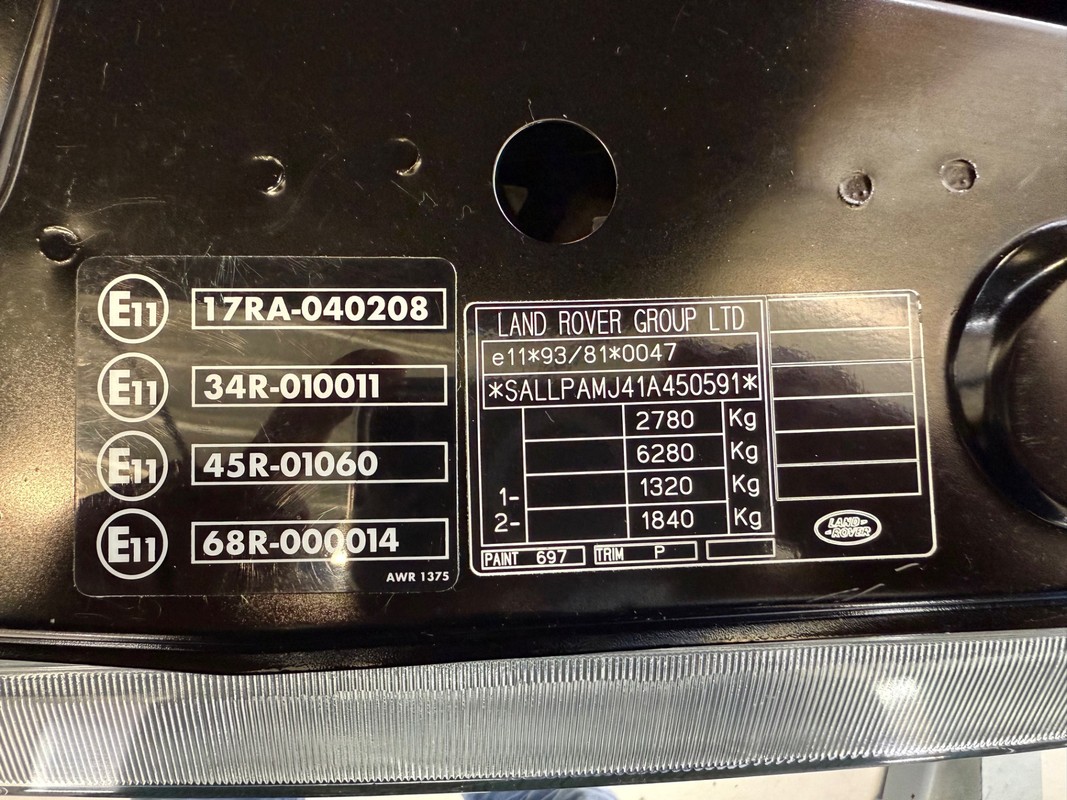 E11 17RA-040208
E11 34R-010011
E11 45R-01060
E11 68R-000014
AWR 1375
LAND ROVER GROUP LTD
e11*93/81*0047
*SALLPAMJ41A450591*
2780 Kg
6280 Kg
1- 1320 Kg
2- 1840 Kg
PAINT 697 TRIM P
LAND-
-ROVER